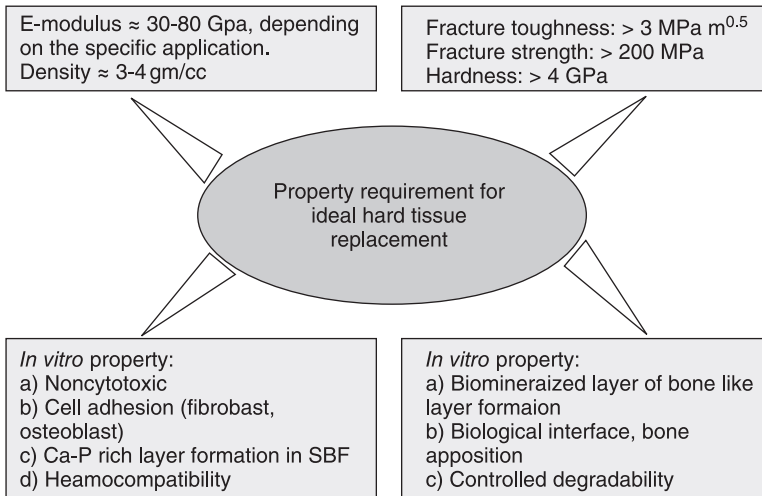 E-modulus ≈ 30-80 Gpa, depending
on the specific application.
Density ≈ 3-4 gm/cc
Fracture toughness: > 3 MPa m^0.5
Fracture strength: > 200 MPa
Hardness: > 4 GPa
Property requirement for
ideal hard tissue
replacement
In vitro property:
a) Noncytotoxic
b) Cell adhesion (fibrobast,
osteoblast)
c) Ca-P rich layer formation in SBF
d) Heamocompatibility
In vitro property:
a) Biomineraized layer of bone like
layer formaion
b) Biological interface, bone
apposition
c) Controlled degradability